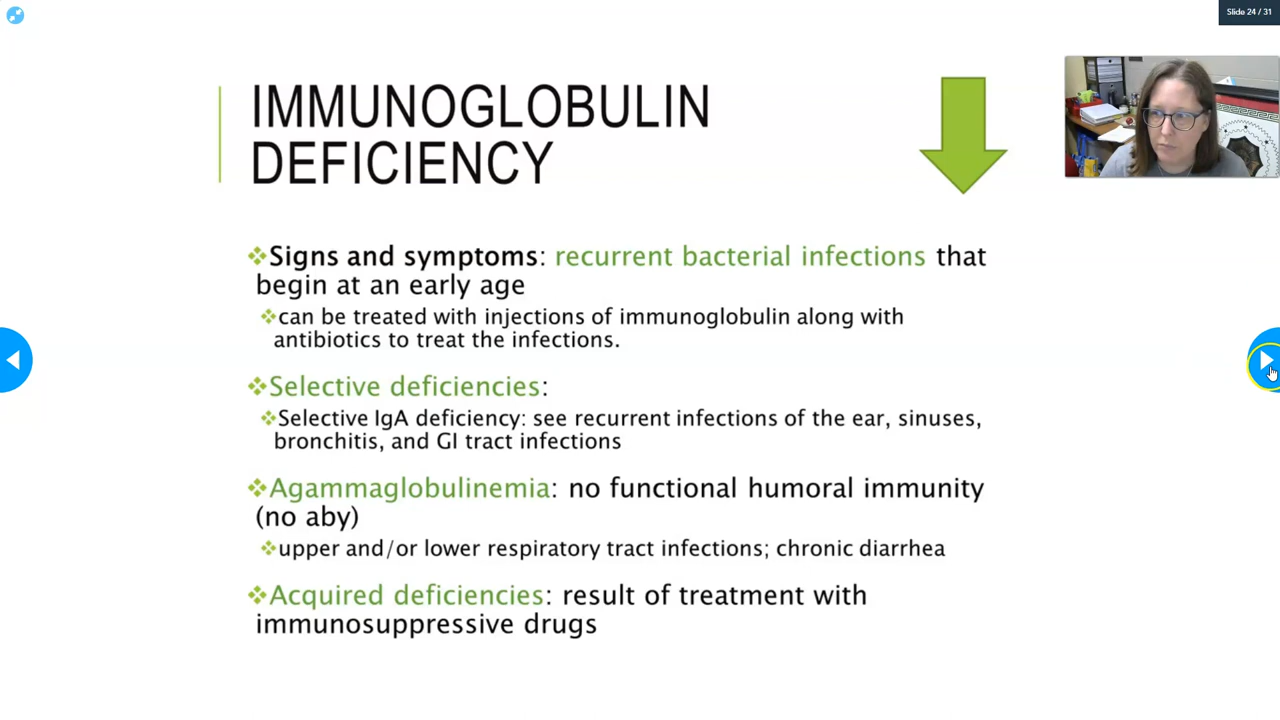 Slide 24 / 31
IMMUNOGLOBULIN
DEFICIENCY
Signs and symptoms: recurrent bacterial infections that
begin at an early age
can be treated with injections of immunoglobulin along with
antibiotics to treat the infections.
Selective deficiencies:
Selective IgA deficiency: see recurrent infections of the ear, sinuses,
bronchitis, and GI tract infections
Agammaglobulinemia: no functional humoral immunity
(no aby)
upper and/or lower respiratory tract infections; chronic diarrhea
Acquired deficiencies: result of treatment with
immunosuppressive drugs